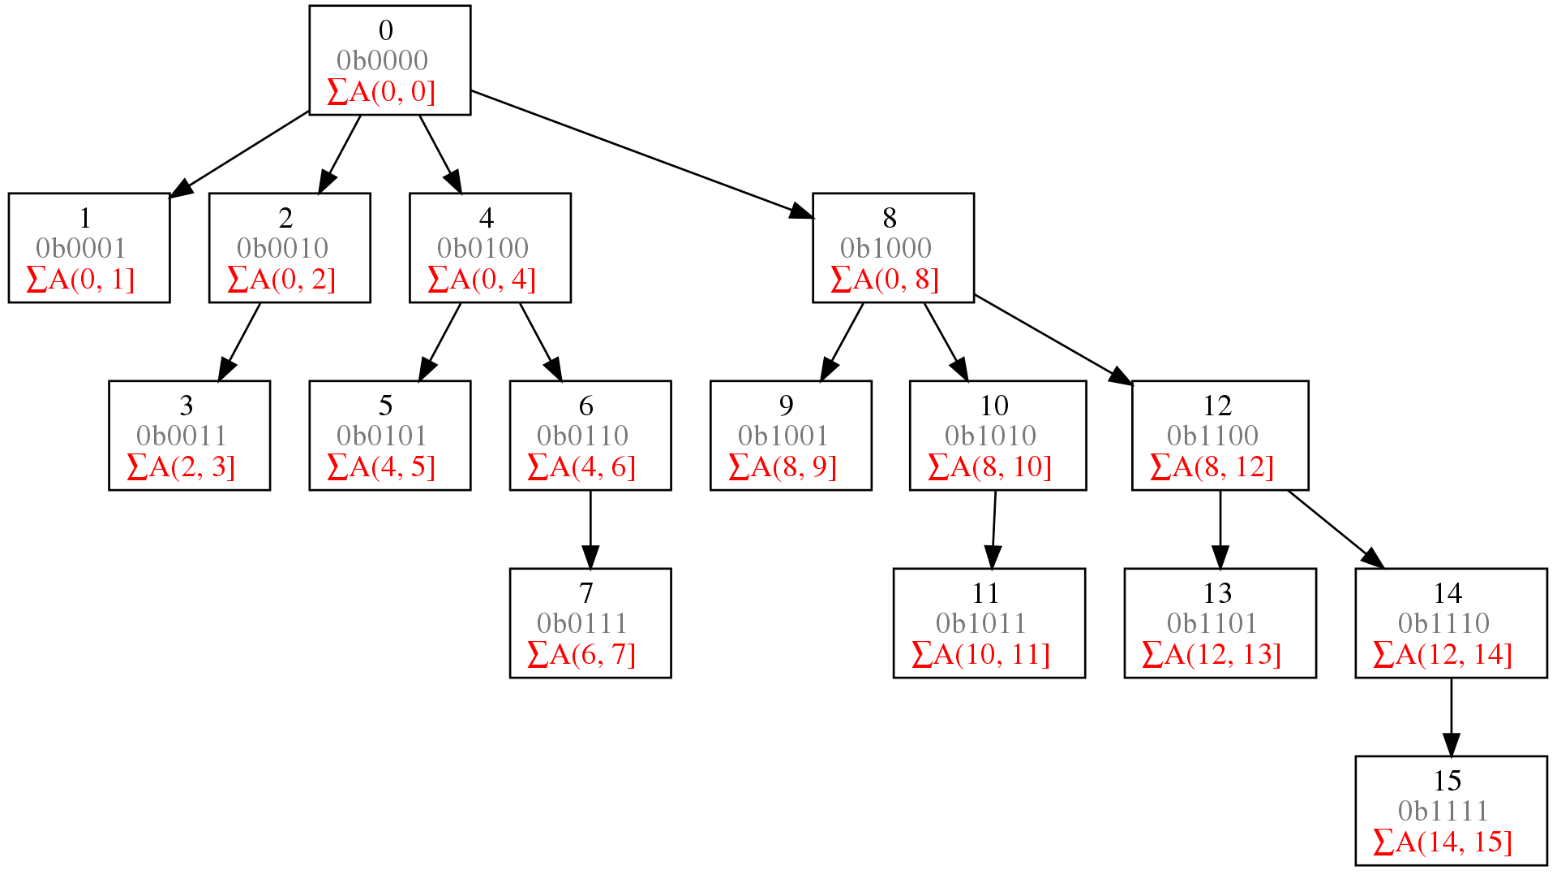 0
0b0000
∑A(0, 0]
1
0b0001
∑A(0, 1]
2
0b0010
∑A(0, 2]
4
0b0100
∑A(0, 4]
8
0b1000
∑A(0, 8]
3
0b0011
∑A(2, 3]
5
0b0101
∑A(4, 5]
6
0b0110
∑A(4, 6]
9
0b1001
∑A(8, 9]
10
0b1010
∑A(8, 10]
12
0b1100
∑A(8, 12]
7
0b0111
∑A(6, 7]
11
0b1011
∑A(10, 11]
13
0b1101
∑A(12, 13]
14
0b1110
∑A(12, 14]
15
0b1111
∑A(14, 15]